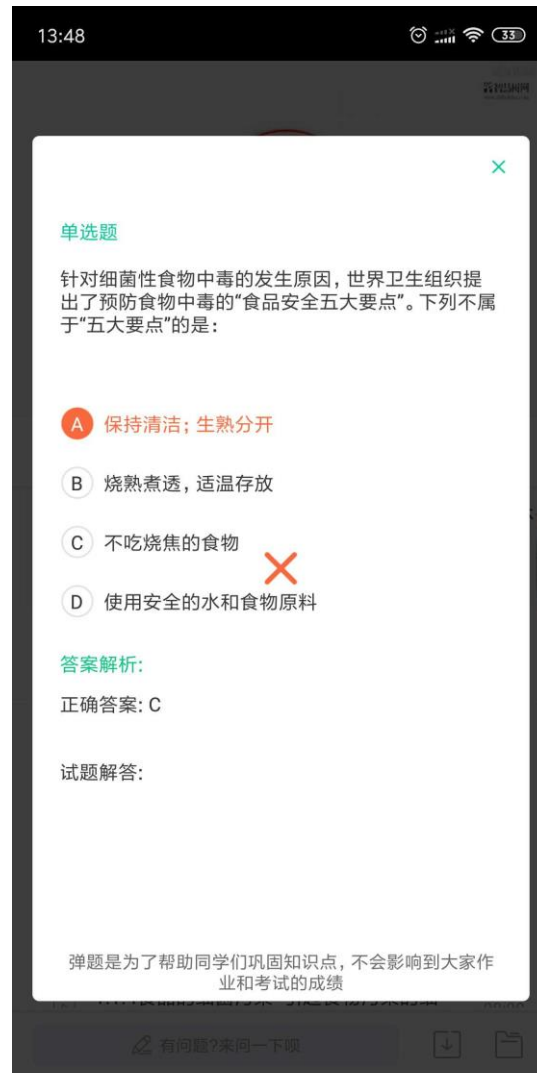 13:48
33
单选题
针对细菌性食物中毒的发生原因，世界卫生组织提
出了预防食物中毒的“食品安全五大要点”。下列不属
于“五大要点”的是：
A 保持清洁；生熟分开
B 烧熟煮透，适温存放
C 不吃烧焦的食物
D 使用安全的水和食物原料
答案解析:
正确答案: C
试题解答:
弹题是为了帮助同学们巩固知识点，不会影响到大家作
业和考试的成绩
有问题?来问一下呗